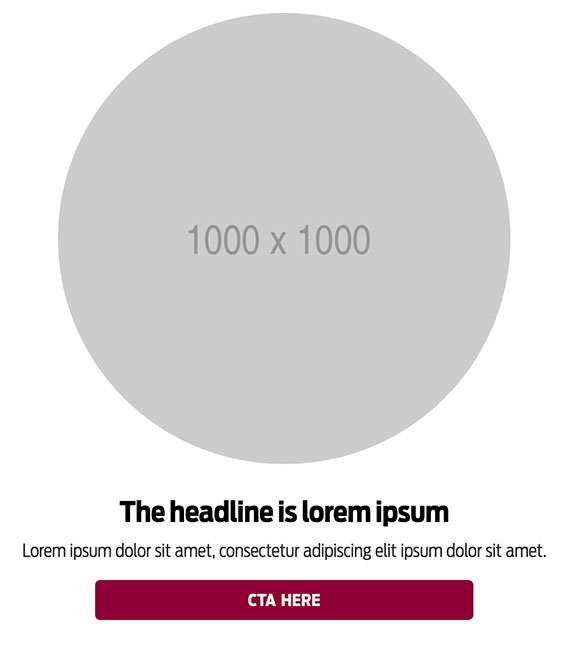 1000 x 1000
The headline is lorem ipsum
Lorem ipsum dolor sit amet, consectetur adipiscing elit ipsum dolor sit amet.
CTA HERE